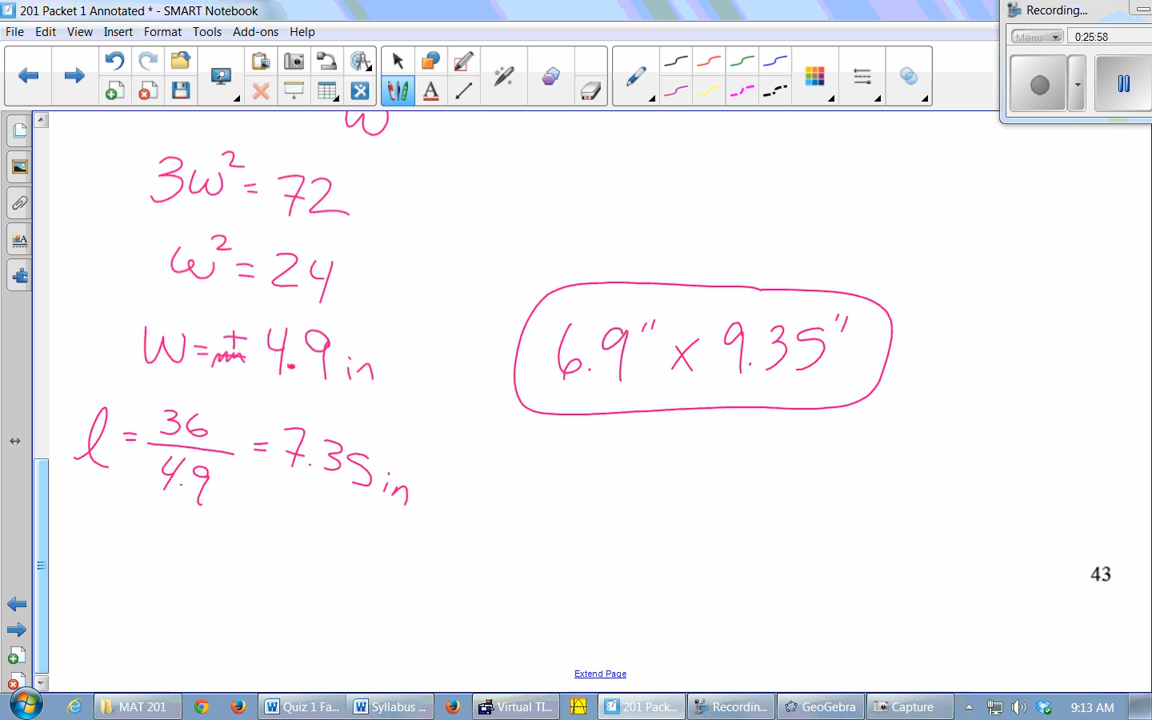 201 Packet 1 Annotated * - SMART Notebook
Recording...
File Edit View Insert Format Tools Add-ons Help
Menu
0:25:58
A
w
3w² = 72
w² = 24
6.9" x 9.35"
w = ± 4.9 in
l = 36/4.9 = 7.35 in
43
Extend Page
MAT 201
Quiz 1 Fa...
Syllabus ...
Virtual TI...
201 Pack...
Recordin...
GeoGebra
Capture
9:13 AM